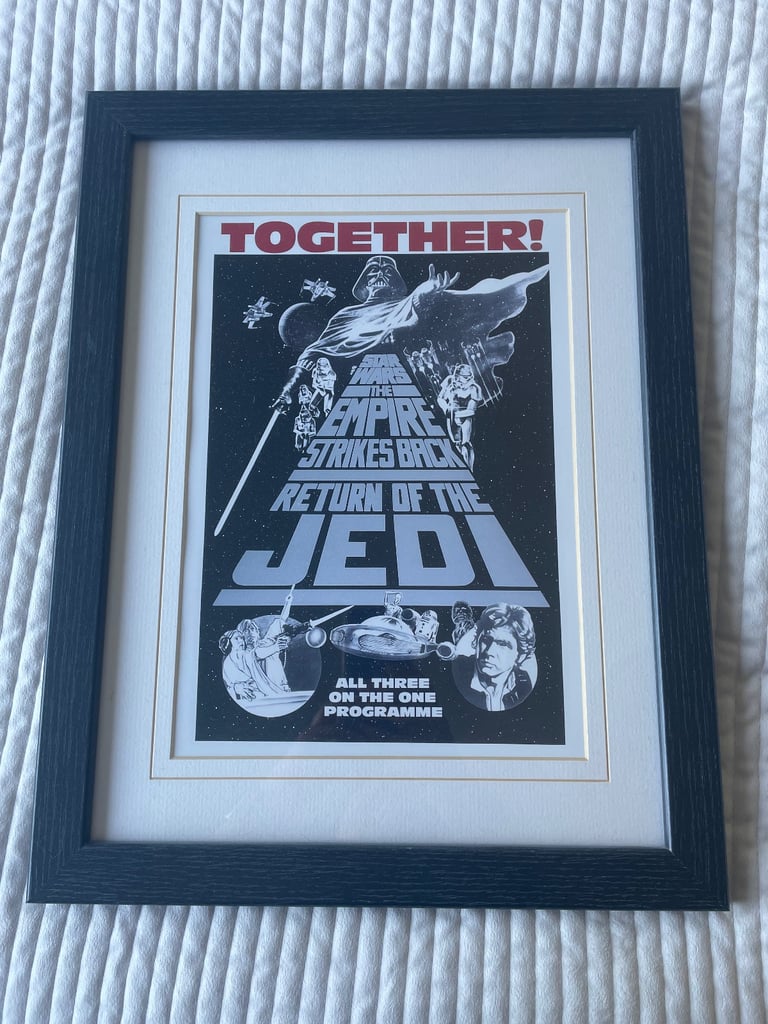 TOGETHER!
STAR
WARS
THE
EMPIRE
STRIKES BACK
RETURN OF THE
JEDI
ALL THREE
ON THE ONE
PROGRAMME